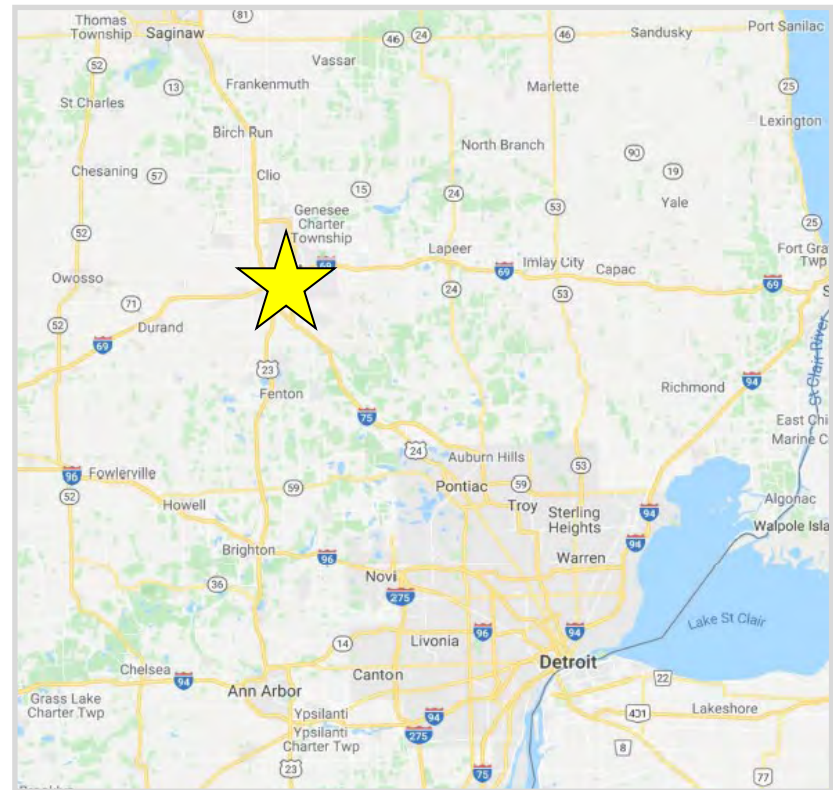 Thomas
Township
Saginaw
81
46
24
46
Sandusky
Port Sanilac
52
Vassar
13
Frankenmuth
Marlette
25
St Charles
Lexington
Birch Run
North Branch
90
Chesaning
57
Clio
15
24
19
53
Yale
Genesee
Charter
Township
52
25
Lapeer
Fort Gra
Twp
69
69
Imlay City
Capac
69
Owosso
24
53
71
52
Durand
69
23
Richmond
94
St Clair River
Fenton
75
East Chi
Marine C
24
Auburn Hills
53
96
Fowlerville
52
59
Pontiac
59
Algonac
Howell
Troy
Sterling
Heights
94
Walpole Isla
94
Brighton
96
Warren
36
Novi
275
14
Livonia
96
94
Lake St Clair
Chelsea
94
Canton
Detroit
22
Ann Arbor
Grass Lake
Charter Twp
Ypsilanti
94
401
Lakeshore
Ypsilanti
Charter Twp
275
8
23
75
77